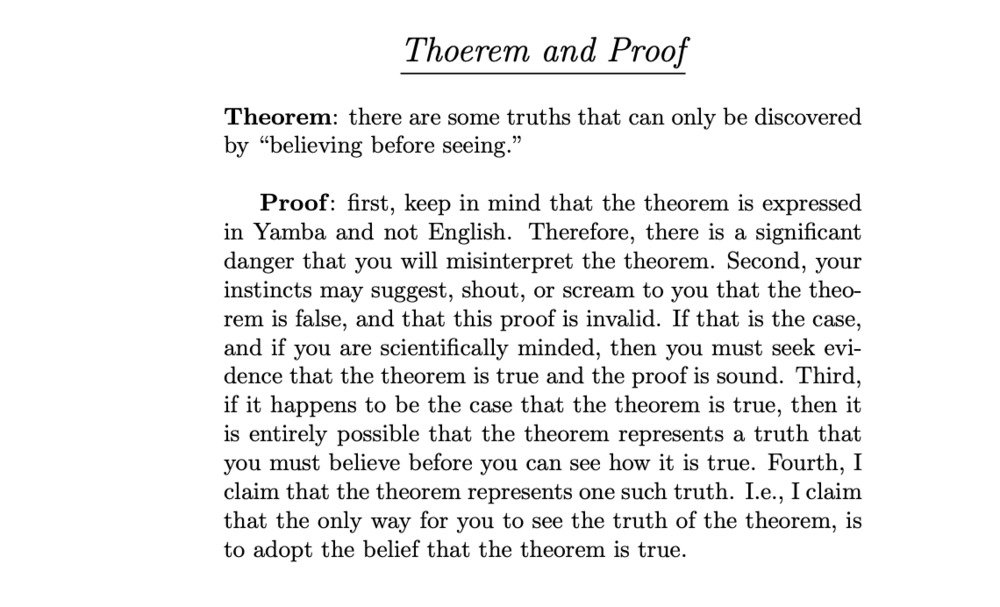 Thoerem and Proof
Theorem: there are some truths that can only be discovered
by “believing before seeing.”
Proof: first, keep in mind that the theorem is expressed
in Yamba and not English. Therefore, there is a significant
danger that you will misinterpret the theorem. Second, your
instincts may suggest, shout, or scream to you that the theo-
rem is false, and that this proof is invalid. If that is the case,
and if you are scientifically minded, then you must seek evi-
dence that the theorem is true and the proof is sound. Third,
if it happens to be the case that the theorem is true, then it
is entirely possible that the theorem represents a truth that
you must believe before you can see how it is true. Fourth, I
claim that the theorem represents one such truth. I.e., I claim
that the only way for you to see the truth of the theorem, is
to adopt the belief that the theorem is true.